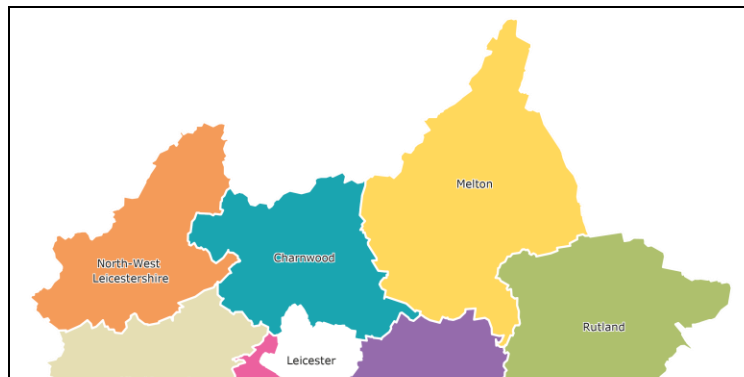 Melton
North-West
Leicestershire
Charnwood
Rutland
Leicester